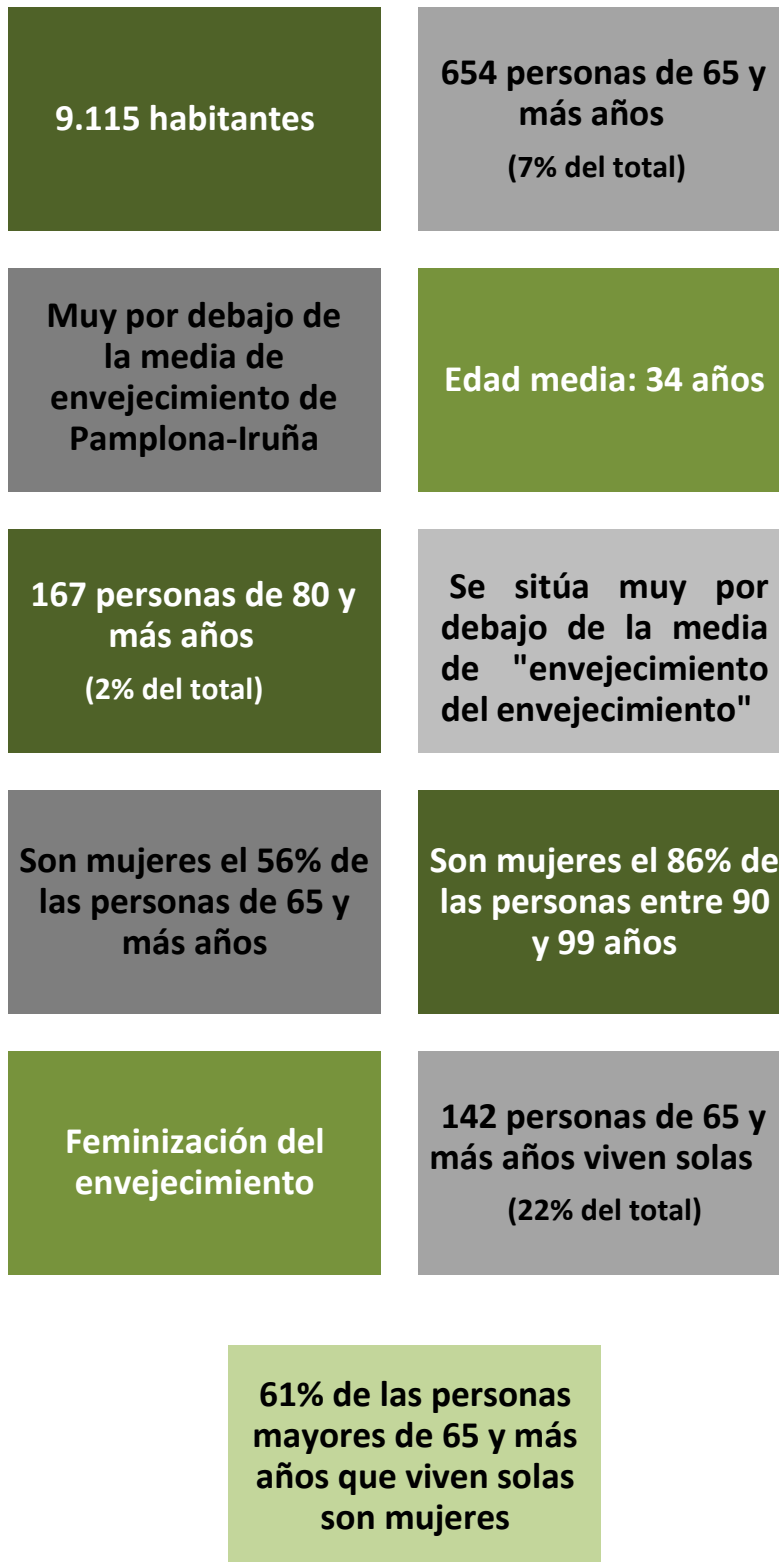 9.115 habitantes
654 personas de 65 y
más años
(7% del total)
Muy por debajo de
la media de
envejecimiento de
Pamplona-Iruña
Edad media: 34 años
167 personas de 80 y
más años
(2% del total)
Se sitúa muy por
debajo de la media
de "envejecimiento
del envejecimiento"
Son mujeres el 56% de
las personas de 65 y
más años
Son mujeres el 86% de
las personas entre 90
y 99 años
Feminización del
envejecimiento
142 personas de 65 y
más años viven solas
(22% del total)
61% de las personas
mayores de 65 y más
años que viven solas
son mujeres